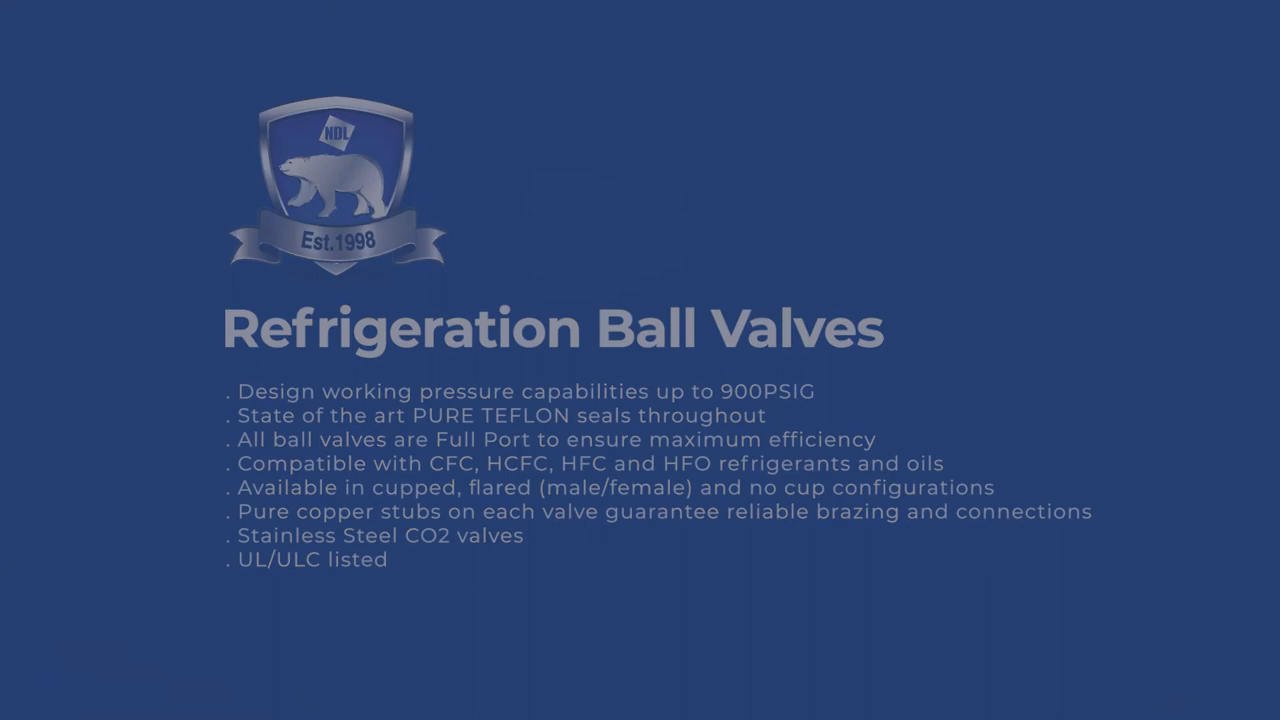 NDL
Est.1998
Refrigeration Ball Valves
. Design working pressure capabilities up to 900PSIG
. State of the art PURE TEFLON seals throughout
. All ball valves are Full Port to ensure maximum efficiency
. Compatible with CFC, HCFC, HFC and HFO refrigerants and oils
. Available in cupped, flared (male/female) and no cup configurations
. Pure copper stubs on each valve guarantee reliable brazing and connections
. Stainless Steel CO2 valves
. UL/ULC listed